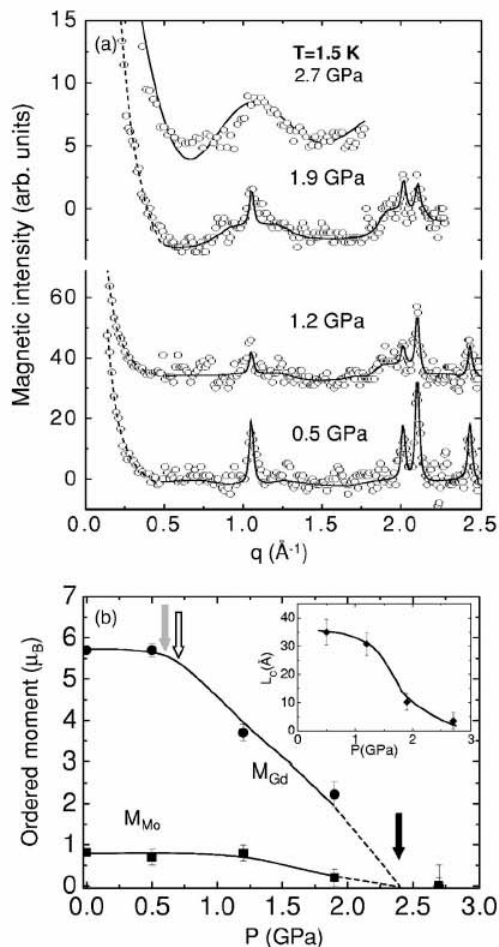 (a)
T=1.5 K
2.7 GPa
1.9 GPa
1.2 GPa
0.5 GPa
Magnetic intensity (arb. units)
15
10
5
0
60
40
20
0
0.0 0.5 1.0 1.5 2.0 2.5
q (Å⁻¹)
(b)
Ordered moment (μB)
7
6
5
4
3
2
1
0
MGd
MMo
0.0 0.5 1.0 1.5 2.0 2.5 3.0
P (GPa)
Lc(Å)
40
30
20
10
0
0 1 2 3
P(GPa)